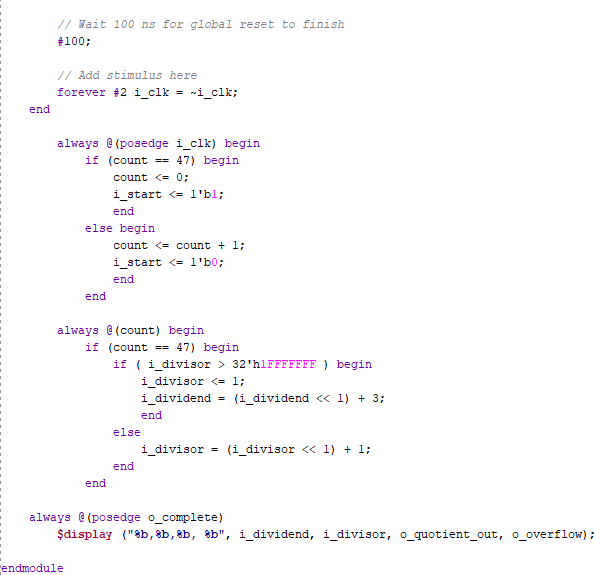 // Wait 100 ns for global reset to finish
#100;
// Add stimulus here
forever #2 i_clk = ~i_clk;
end
always @(posedge i_clk) begin
if (count == 47) begin
count <= 0;
i_start <= 1'b1;
end
else begin
count <= count + 1;
i_start <= 1'b0;
end
end
always @(count) begin
if (count == 47) begin
if ( i_divisor > 32'h1FFFFFFF ) begin
i_divisor <= 1;
i_dividend = (i_dividend << 1) + 3;
end
else
i_divisor = (i_divisor << 1) + 1;
end
end
always @(posedge o_complete)
$display ("%b,%b,%b, %b", i_dividend, i_divisor, o_quotient_out, o_overflow);
endmodule